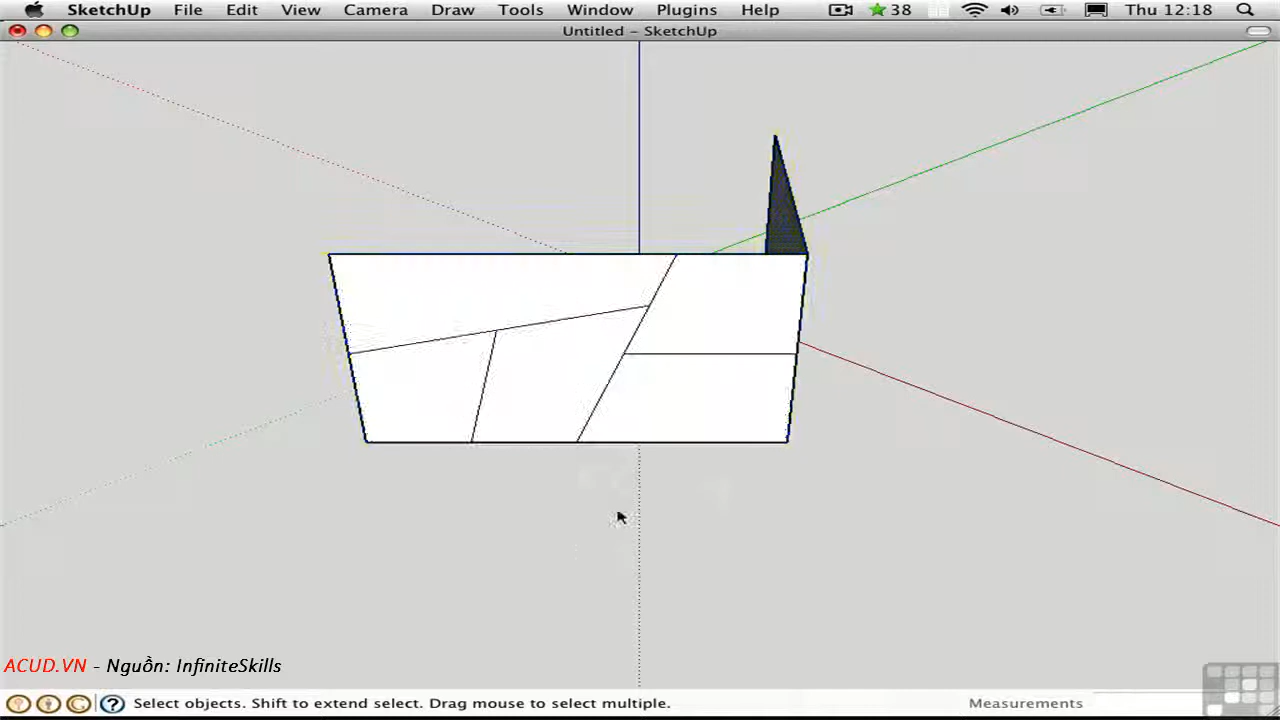 SketchUp File Edit View Camera Draw Tools Window Plugins Help 38 Thu 12:18
Untitled – SketchUp
ACUD.VN - Nguồn: InfiniteSkills
? Select objects. Shift to extend select. Drag mouse to select multiple. Measurements